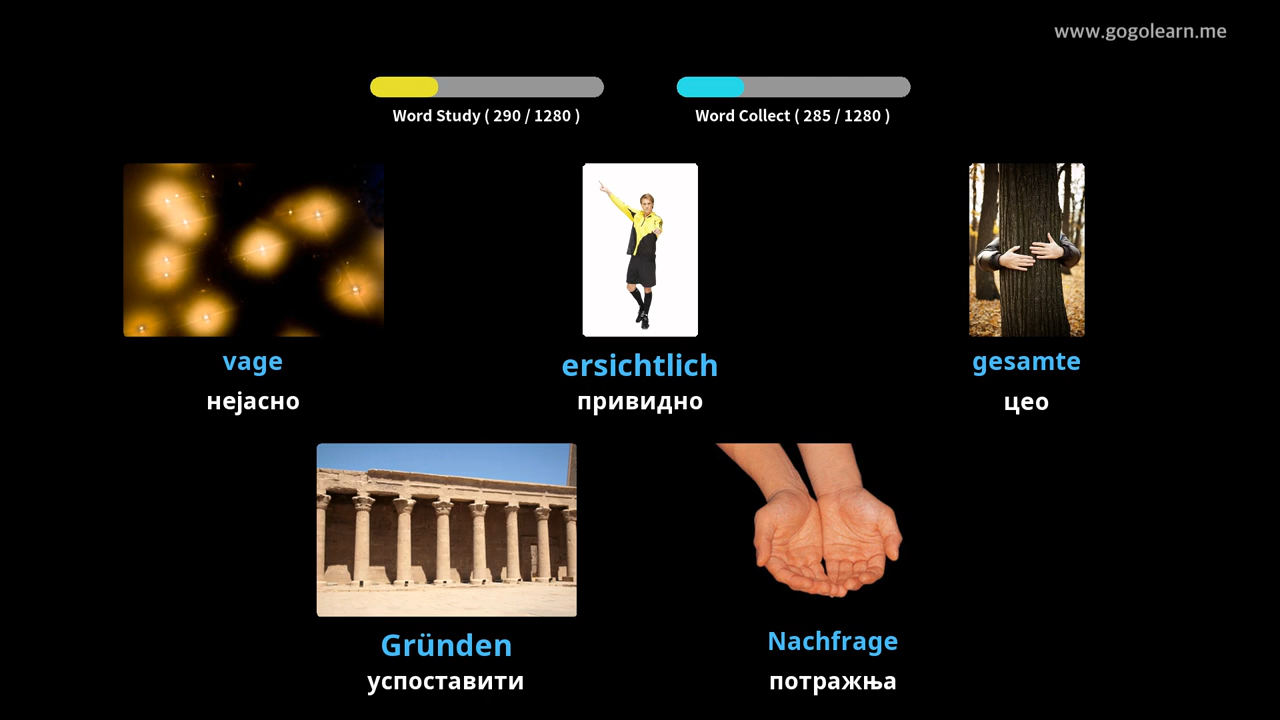 www.gogolearn.me
Word Study ( 290 / 1280 )
Word Collect ( 285 / 1280 )
vage
ersichtlich
gesamte
нејасно
привидно
цео
Gründen
Nachfrage
успоставити
потражња